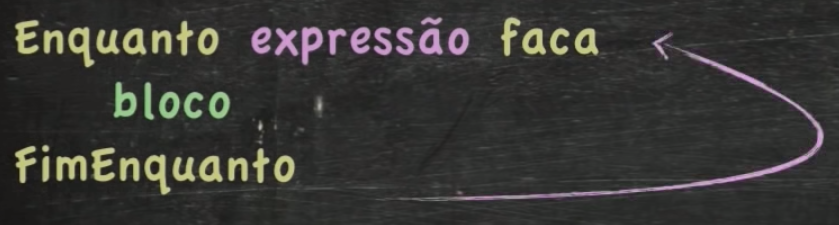 Enquanto expressão faca
bloco
FimEnquanto